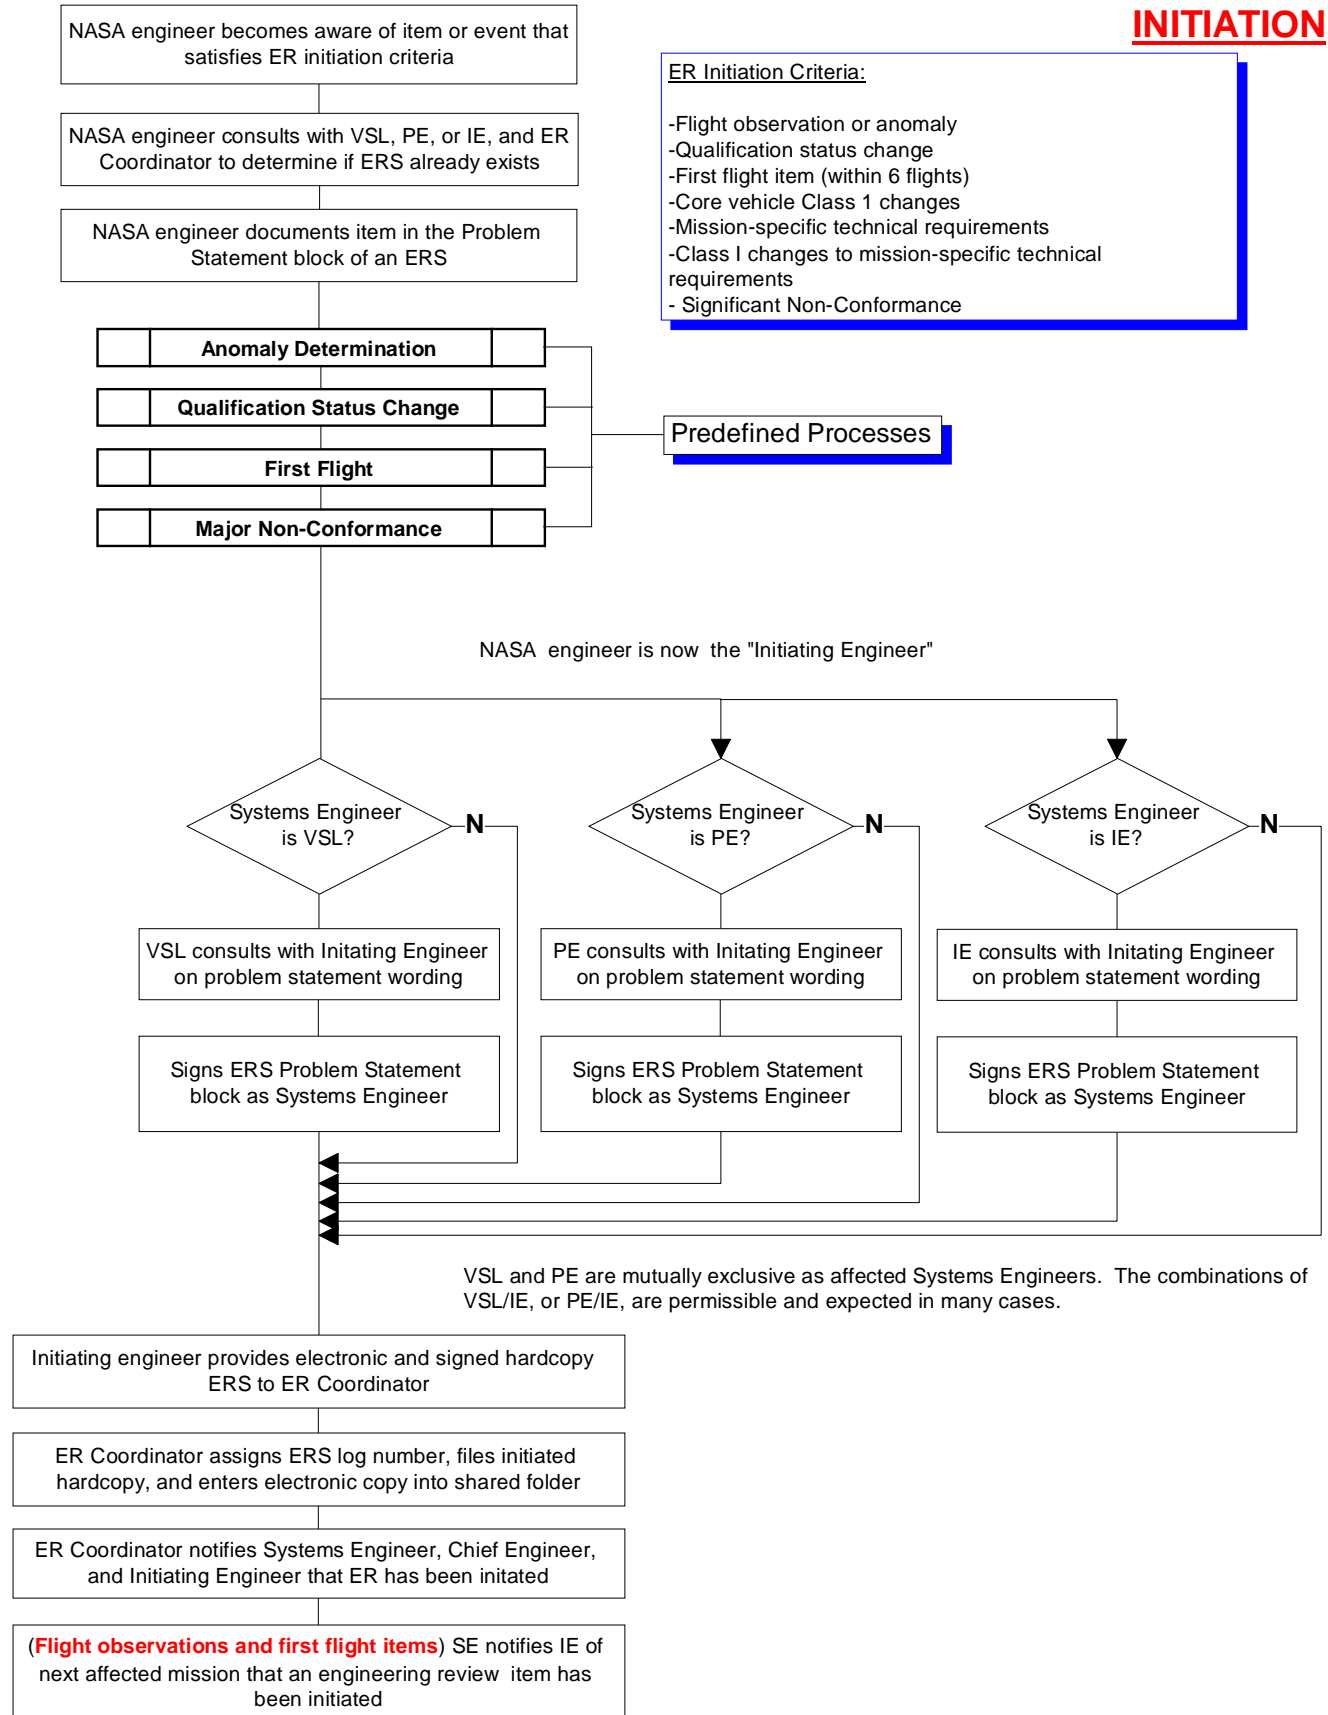 INITIATION
NASA engineer becomes aware of item or event that
satisfies ER initiation criteria
ER Initiation Criteria:
-Flight observation or anomaly
-Qualification status change
-First flight item (within 6 flights)
-Core vehicle Class 1 changes
-Mission-specific technical requirements
-Class I changes to mission-specific technical
requirements
- Significant Non-Conformance
NASA engineer consults with VSL, PE, or IE, and ER
Coordinator to determine if ERS already exists
NASA engineer documents item in the Problem
Statement block of an ERS
Anomaly Determination
Qualification Status Change
First Flight
Major Non-Conformance
Predefined Processes
NASA engineer is now the "Initiating Engineer"
Systems Engineer
is VSL?
N
Systems Engineer
is PE?
N
Systems Engineer
is IE?
N
VSL consults with Initating Engineer
on problem statement wording
PE consults with Initating Engineer
on problem statement wording
IE consults with Initating Engineer
on problem statement wording
Signs ERS Problem Statement
block as Systems Engineer
Signs ERS Problem Statement
block as Systems Engineer
Signs ERS Problem Statement
block as Systems Engineer
VSL and PE are mutually exclusive as affected Systems Engineers. The combinations of
VSL/IE, or PE/IE, are permissible and expected in many cases.
Initiating engineer provides electronic and signed hardcopy
ERS to ER Coordinator
ER Coordinator assigns ERS log number, files initiated
hardcopy, and enters electronic copy into shared folder
ER Coordinator notifies Systems Engineer, Chief Engineer,
and Initiating Engineer that ER has been initated
(Flight observations and first flight items) SE notifies IE of
next affected mission that an engineering review item has
been initiated